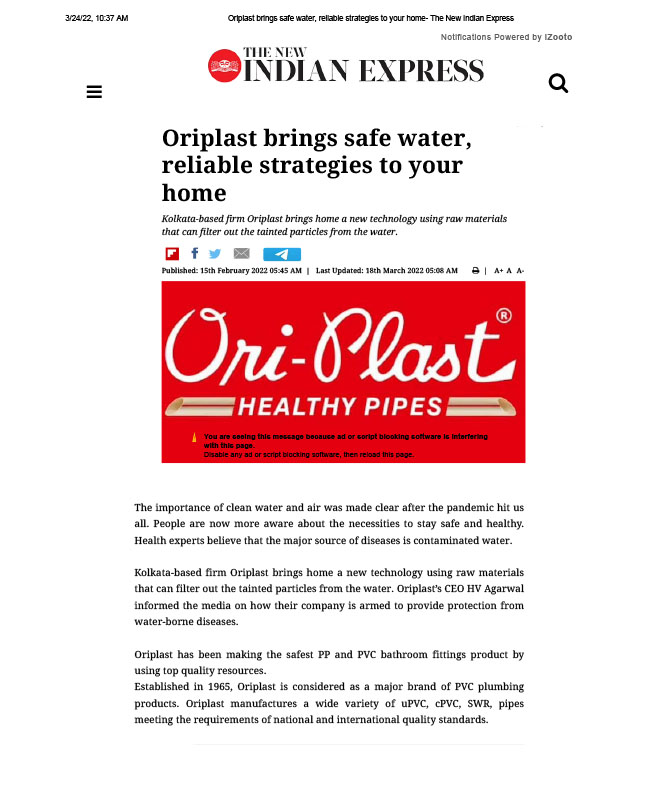 3/24/22, 10:37 AM
Oriplast brings safe water, reliable strategies to your home- The New Indian Express
Notifications Powered by iZooto
THE NEW
INDIAN EXPRESS
Oriplast brings safe water,
reliable strategies to your
home
Kolkata-based firm Oriplast brings home a new technology using raw materials
that can filter out the tainted particles from the water.
Published: 15th February 2022 05:45 AM | Last Updated: 18th March 2022 05:08 AM | A+ A A-
Ori-Plast ®
HEALTHY PIPES
You are seeing this message because ad or script blocking software is interfering
with this page.
Disable any ad or script blocking software, then reload this page.
The importance of clean water and air was made clear after the pandemic hit us
all. People are now more aware about the necessities to stay safe and healthy.
Health experts believe that the major source of diseases is contaminated water.
Kolkata-based firm Oriplast brings home a new technology using raw materials
that can filter out the tainted particles from the water. Oriplast's CEO HV Agarwal
informed the media on how their company is armed to provide protection from
water-borne diseases.
Oriplast has been making the safest PP and PVC bathroom fittings product by
using top quality resources.
Established in 1965, Oriplast is considered as a major brand of PVC plumbing
products. Oriplast manufactures a wide variety of uPVC, cPVC, SWR, pipes
meeting the requirements of national and international quality standards.